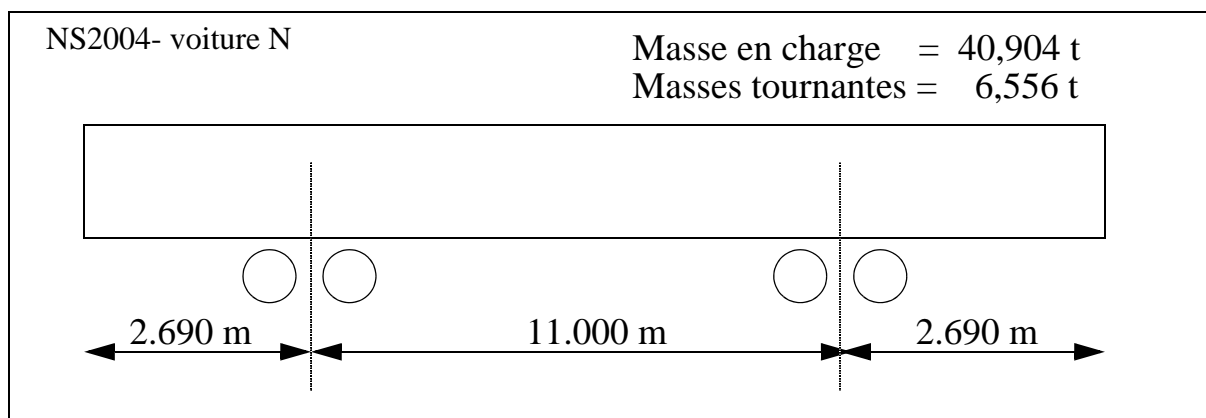 NS2004- voiture N
Masse en charge = 40,904 t
Masses tournantes = 6,556 t
2.690 m 11.000 m 2.690 m